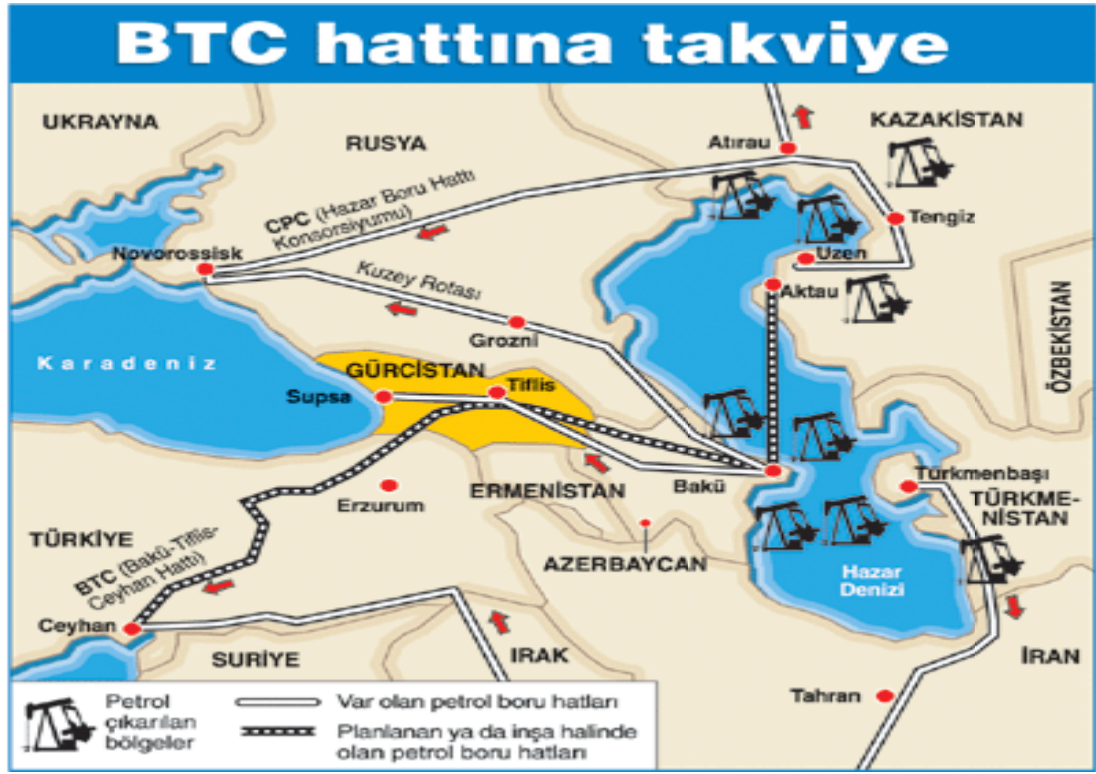 BTC hattına takviye
UKRAYNA
RUSYA
KAZAKİSTAN
Atırau
CPC (Hazar Boru Hattı
Konsorsiyumu)
Tengiz
Novorossisk
Uzen
Kuzey Rotası
Aktau
Grozni
ÖZBEKİSTAN
Karadeniz
GÜRCİSTAN
Tiflis
Supsa
Bakü
Türkmenbaşı
ERMENİSTAN
TÜRKME-
NİSTAN
Erzurum
TÜRKİYE
AZERBAYCAN
BTC (Bakü-Tiflis-
Ceyhan Hattı)
Hazar
Denizi
Ceyhan
SURİYE
IRAK
İRAN
Tahran
Petrol
çıkarılan
bölgeler
Var olan petrol boru hatları
Planlanan ya da inşa halinde
olan petrol boru hatları